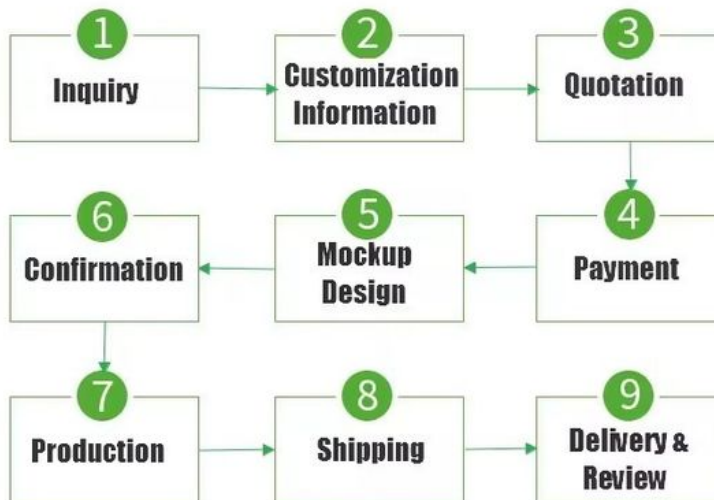 1
Inquiry
2
Customization
Information
3
Quotation
4
Payment
5
Mockup
Design
6
Confirmation
7
Production
8
Shipping
9
Delivery &
Review